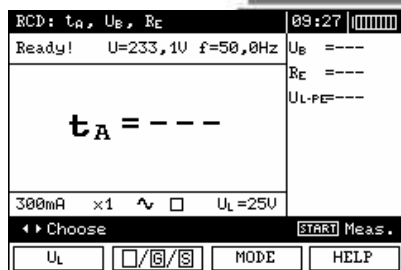 RCD: tA, UB, RE 09:27
Ready! U=233,1V f=50,0Hz
UB =---
RE =---
UL-PE=---
tA = - - -
300mA ×1 ∿ □ UL=25V
◂▸ Choose START Meas.
UL □/G/S MODE HELP